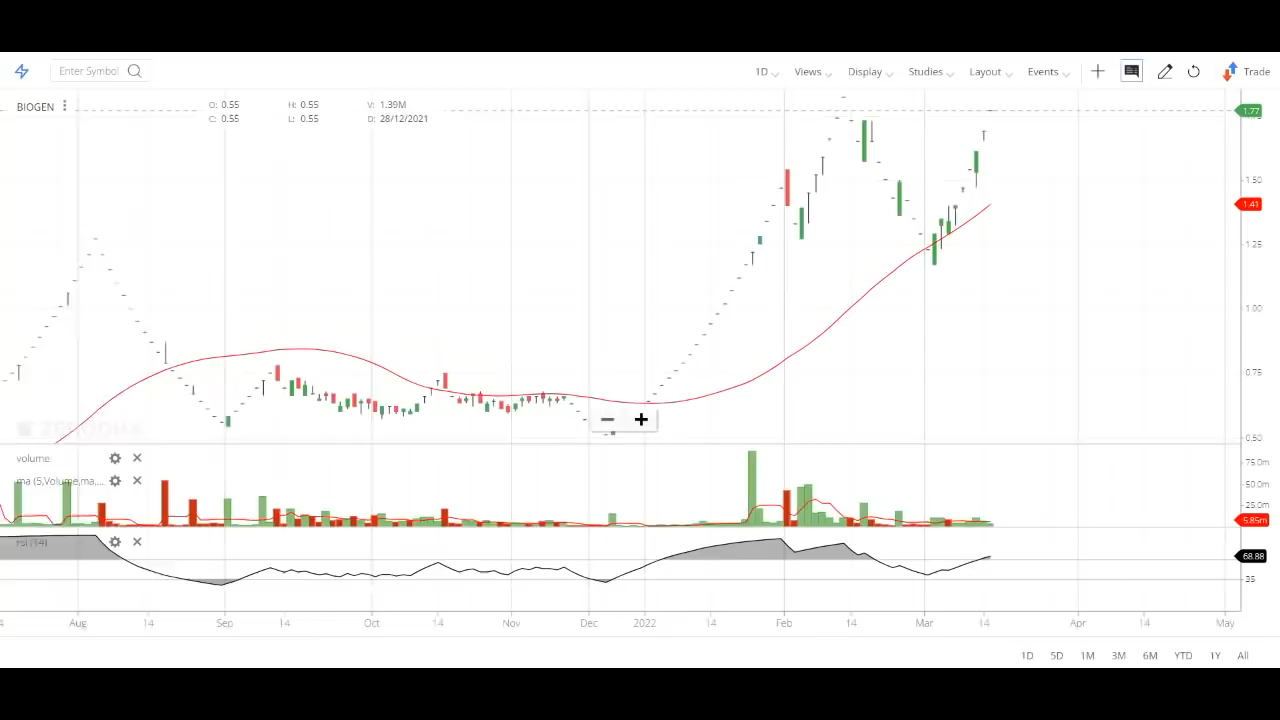 Enter Symbol 1D Views Display Studies Layout Events Trade
BIOGEN O: 0.55 H: 0.55 V: 1.39M
C: 0.55 L: 0.55 D: 28/12/2021
1.77
1.50
1.41
1.25
1.00
0.75
ZERODHA
0.50
volume
75.0m
ma (5,Volume,ma,...
50.0m
25.0m
5.85m
rsi (14)
68.88
35
Aug 14 Sep 14 Oct 14 Nov Dec 2022 14 Feb 14 Mar 14 Apr 14 May
1D 5D 1M 3M 6M YTD 1Y All